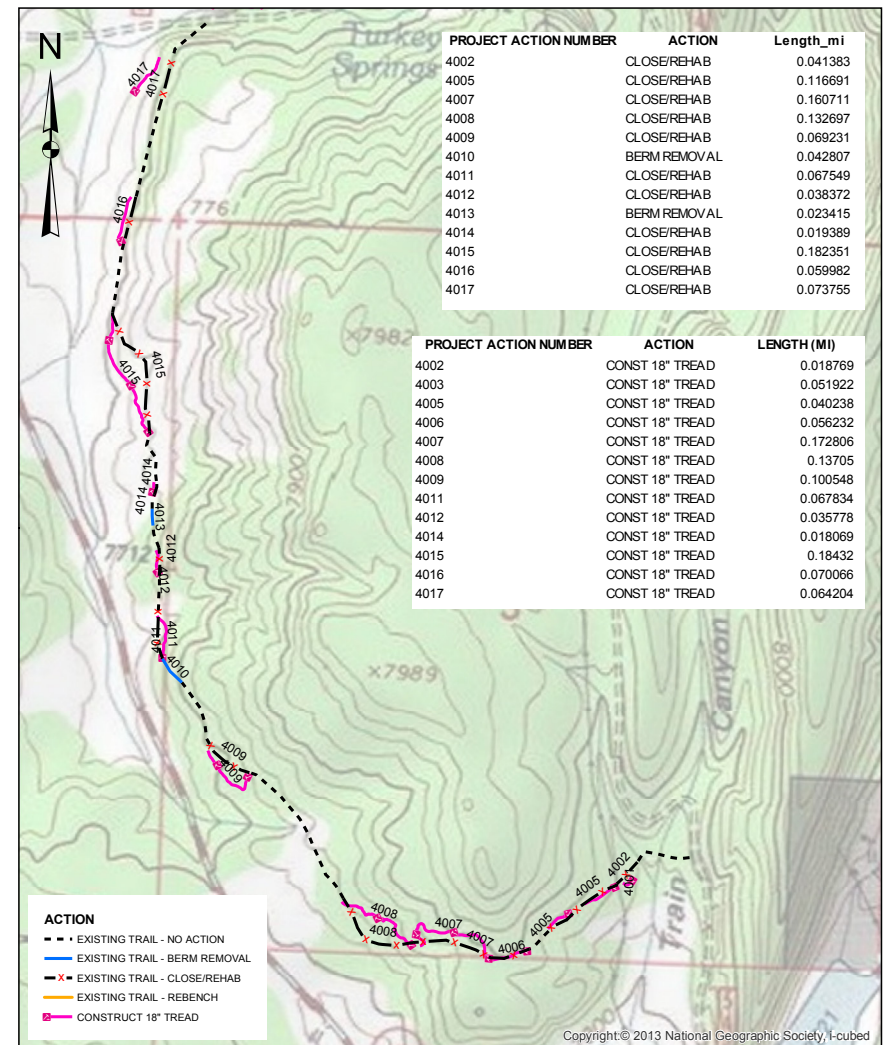 N
Turkey
Springs
PROJECT ACTION NUMBER ACTION Length_mi
4002 CLOSE/REHAB 0.041383
4005 CLOSE/REHAB 0.116691
4007 CLOSE/REHAB 0.160711
4008 CLOSE/REHAB 0.132697
4009 CLOSE/REHAB 0.069231
4010 BERM REMOVAL 0.042807
4011 CLOSE/REHAB 0.067549
4012 CLOSE/REHAB 0.038372
4013 BERM REMOVAL 0.023415
4014 CLOSE/REHAB 0.019389
4015 CLOSE/REHAB 0.182351
4016 CLOSE/REHAB 0.059982
4017 CLOSE/REHAB 0.073755
PROJECT ACTION NUMBER ACTION LENGTH (MI)
4002 CONST 18" TREAD 0.018769
4003 CONST 18" TREAD 0.051922
4005 CONST 18" TREAD 0.040238
4006 CONST 18" TREAD 0.056232
4007 CONST 18" TREAD 0.172806
4008 CONST 18" TREAD 0.13705
4009 CONST 18" TREAD 0.100548
4011 CONST 18" TREAD 0.067834
4012 CONST 18" TREAD 0.035778
4014 CONST 18" TREAD 0.018069
4015 CONST 18" TREAD 0.18432
4016 CONST 18" TREAD 0.070066
4017 CONST 18" TREAD 0.064204
4017
4017
4016
7761
x7982
4015
4015
7900
4014
4014
4013
7712
4012
4012
4011
4011
4010
x7989
8000
Canyon
Train
4009
4009
4008
4008
4007
4007
4006
4005
4005
4002
ACTION
EXISTING TRAIL - NO ACTION
EXISTING TRAIL - BERM REMOVAL
EXISTING TRAIL - CLOSE/REHAB
EXISTING TRAIL - REBENCH
CONSTRUCT 18" TREAD
Copyright:© 2013 National Geographic Society, i-cubed